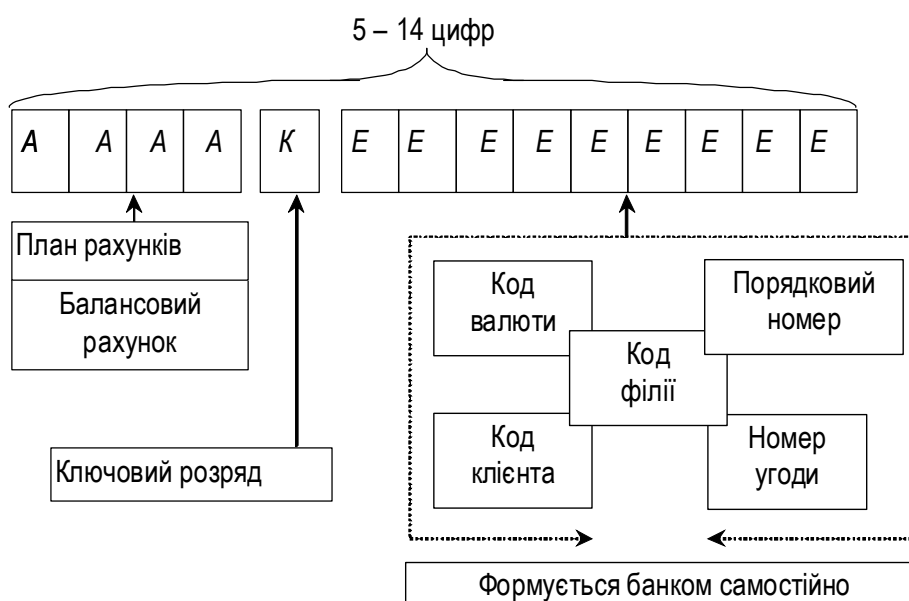 5 – 14 цифр
А А А А К Е Е Е Е Е Е Е Е Е
План рахунків
Балансовий
рахунок
Ключовий розряд
Код
валюти
Порядковий
номер
Код
філії
Код
клієнта
Номер
угоди
Формується банком самостійно